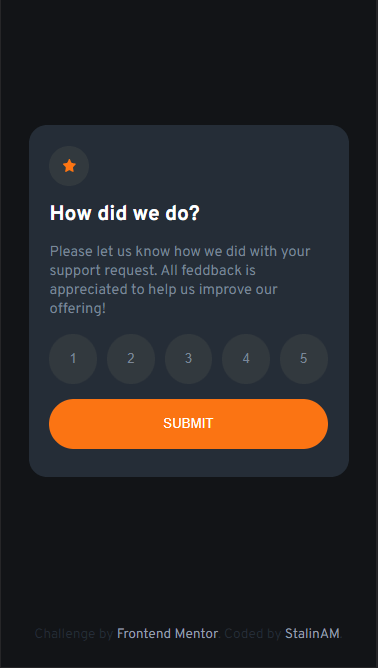 How did we do?
Please let us know how we did with your
support request. All feddback is
appreciated to help us improve our
offering!
1 2 3 4 5
SUBMIT
Challenge by Frontend Mentor. Coded by StalinAM.